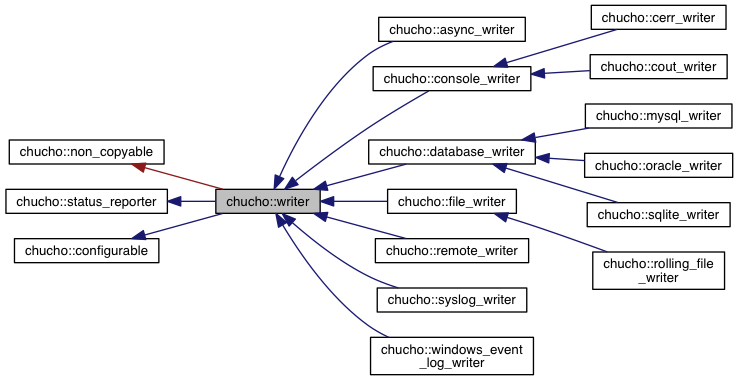 chucho::non_copyable
chucho::status_reporter
chucho::configurable
chucho::writer
chucho::async_writer
chucho::console_writer
chucho::database_writer
chucho::file_writer
chucho::remote_writer
chucho::syslog_writer
chucho::windows_event
_log_writer
chucho::cerr_writer
chucho::cout_writer
chucho::mysql_writer
chucho::oracle_writer
chucho::sqlite_writer
chucho::rolling_file
_writer